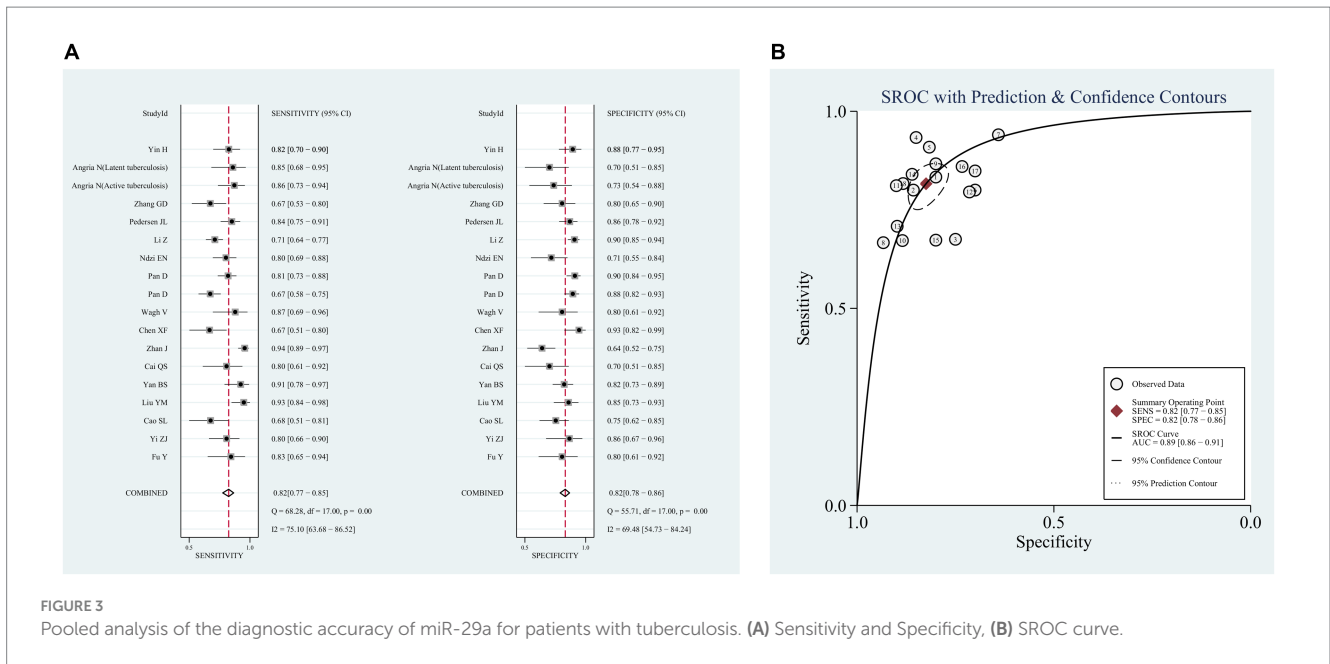 A
StudyId SENSITIVITY (95% CI)
Yin H 0.82 [0.70 − 0.90]
Angria N(Latent tuberculosis) 0.85 [0.68 − 0.95]
Angria N(Active tuberculosis) 0.86 [0.73 − 0.94]
Zhang GD 0.67 [0.53 − 0.80]
Pedersen JL 0.84 [0.75 − 0.91]
Li Z 0.71 [0.64 − 0.77]
Ndzi EN 0.80 [0.69 − 0.88]
Pan D 0.81 [0.73 − 0.88]
Pan D 0.67 [0.58 − 0.75]
Wagh V 0.87 [0.69 − 0.96]
Chen XF 0.67 [0.51 − 0.80]
Zhan J 0.94 [0.89 − 0.97]
Cai QS 0.80 [0.61 − 0.92]
Yan BS 0.91 [0.78 − 0.97]
Liu YM 0.93 [0.84 − 0.98]
Cao SL 0.68 [0.51 − 0.81]
Yi ZJ 0.80 [0.66 − 0.90]
Fu Y 0.83 [0.65 − 0.94]
COMBINED 0.82[0.77 − 0.85]
Q = 68.28, df = 17.00, p = 0.00
I2 = 75.10 [63.68 − 86.52]
0.5 1.0
SENSITIVITY
StudyId SPECIFICITY (95% CI)
Yin H 0.88 [0.77 − 0.95]
Angria N(Latent tuberculosis) 0.70 [0.51 − 0.85]
Angria N(Active tuberculosis) 0.73 [0.54 − 0.88]
Zhang GD 0.80 [0.65 − 0.90]
Pedersen JL 0.86 [0.78 − 0.92]
Li Z 0.90 [0.85 − 0.94]
Ndzi EN 0.71 [0.55 − 0.84]
Pan D 0.90 [0.84 − 0.95]
Pan D 0.88 [0.82 − 0.93]
Wagh V 0.80 [0.61 − 0.92]
Chen XF 0.93 [0.82 − 0.99]
Zhan J 0.64 [0.52 − 0.75]
Cai QS 0.70 [0.51 − 0.85]
Yan BS 0.82 [0.73 − 0.89]
Liu YM 0.85 [0.73 − 0.93]
Cao SL 0.75 [0.62 − 0.85]
Yi ZJ 0.86 [0.67 − 0.96]
Fu Y 0.80 [0.61 − 0.92]
COMBINED 0.82[0.78 − 0.86]
Q = 55.71, df = 17.00, p = 0.00
I2 = 69.48 [54.73 − 84.24]
0.5 1.0
SPECIFICITY
B
SROC with Prediction & Confidence Contours
1.0
4 7
5
9 16 17
14 1
11 2 12
13
8 10 15 3
0.5
Sensitivity
Observed Data
Summary Operating Point
SENS = 0.82 [0.77 − 0.85]
SPEC = 0.82 [0.78 − 0.86]
SROC Curve
AUC = 0.89 [0.86 − 0.91]
95% Confidence Contour
95% Prediction Contour
0.0
1.0 0.5 0.0
Specificity
FIGURE 3
Pooled analysis of the diagnostic accuracy of miR-29a for patients with tuberculosis. (A) Sensitivity and Specificity, (B) SROC curve.